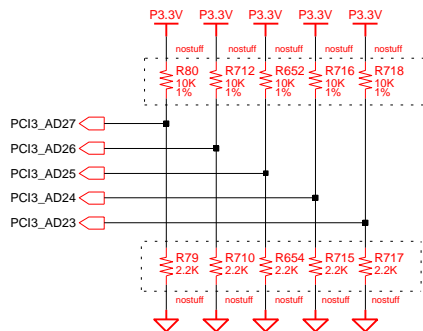 P3.3V P3.3V P3.3V P3.3V P3.3V
nostuff nostuff nostuff nostuff nostuff
R80 R712 R652 R716 R718
10K 10K 10K 10K 10K
1% 1% 1% 1% 1%
PCI3_AD27
PCI3_AD26
PCI3_AD25
PCI3_AD24
PCI3_AD23
R79 R710 R654 R715 R717
2.2K 2.2K 2.2K 2.2K 2.2K
nostuff nostuff nostuff nostuff nostuff